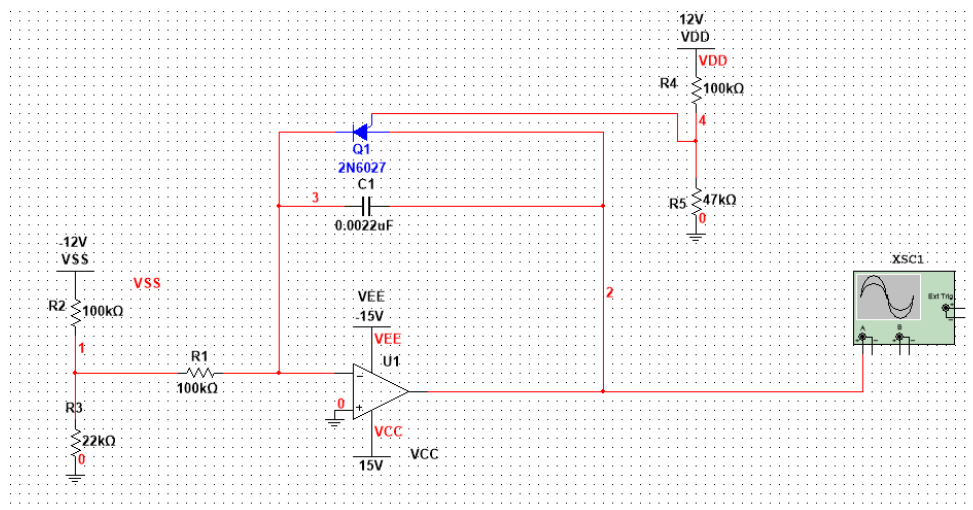 12V
VDD
VDD
R4
100kΩ
4
Q1
2N6027
C1
3
0.0022uF
R5
47kΩ
0
-12V
VSS
VSS
R2
100kΩ
1
R1
100kΩ
R3
22kΩ
0
VEE
-15V
VEE
U1
0
VCC
VCC
15V
2
XSC1
Ext Trig
A
B